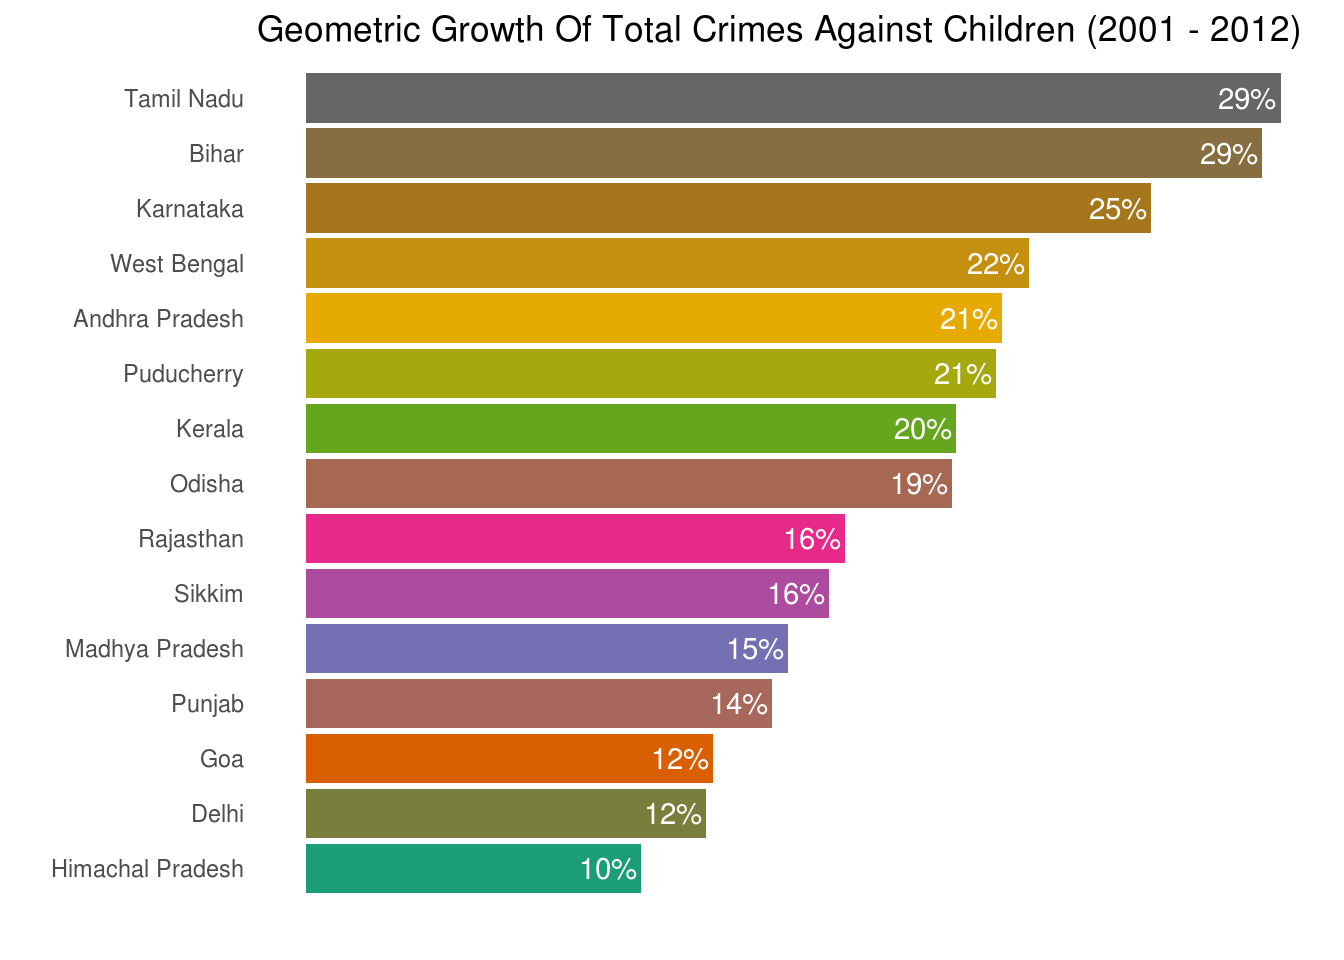 Geometric Growth Of Total Crimes Against Children (2001 - 2012)
Tamil Nadu 29%
Bihar 29%
Karnataka 25%
West Bengal 22%
Andhra Pradesh 21%
Puducherry 21%
Kerala 20%
Odisha 19%
Rajasthan 16%
Sikkim 16%
Madhya Pradesh 15%
Punjab 14%
Goa 12%
Delhi 12%
Himachal Pradesh 10%